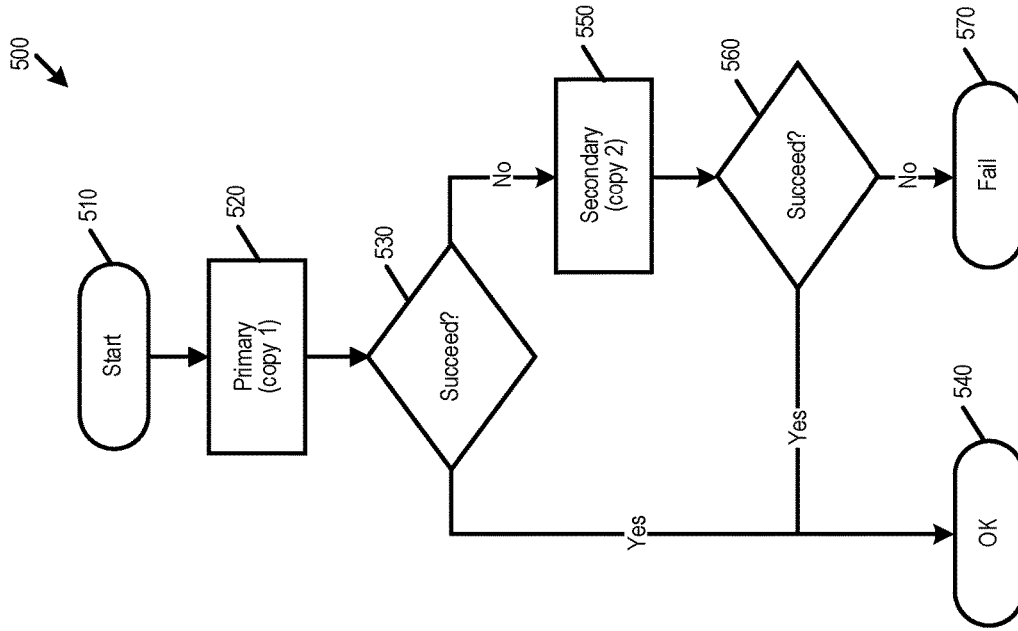 500
510
Start
520
Primary
(copy 1)
530
Succeed?
No
550
Secondary
(copy 2)
560
Succeed?
Yes
Yes
No
540
OK
570
Fail